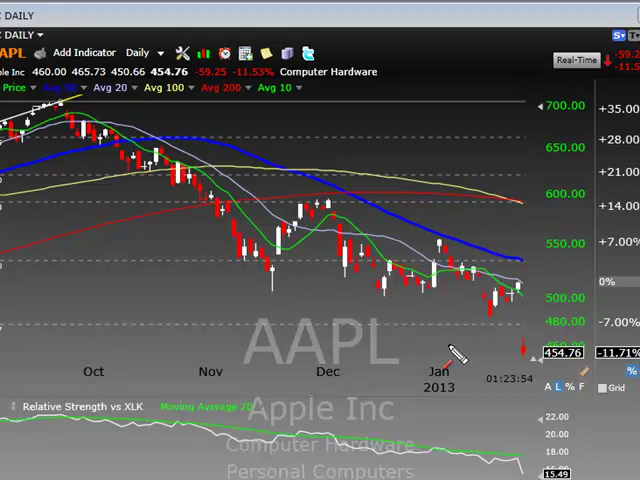 DAILY
DAILY
APL Add Indicator Daily Real-Time
ple Inc 460.00 465.73 450.66 454.76 -59.25 -11.53% Computer Hardware
Price Avg 20 Avg 100 Avg 200 Avg 10
700.00 +35.00
+28.00
650.00
+21.00
600.00
+14.00
550.00 +7.00%
0%
500.00
480.00 -7.00%
AAPL
454.76 -11.71%
Oct Nov Dec Jan
2013 01:23:54
A L % F Grid
Relative Strength vs XLK Moving Average 20
Apple Inc
22.00
20.00
18.00
15.49
Computer Hardware
Personal Computers